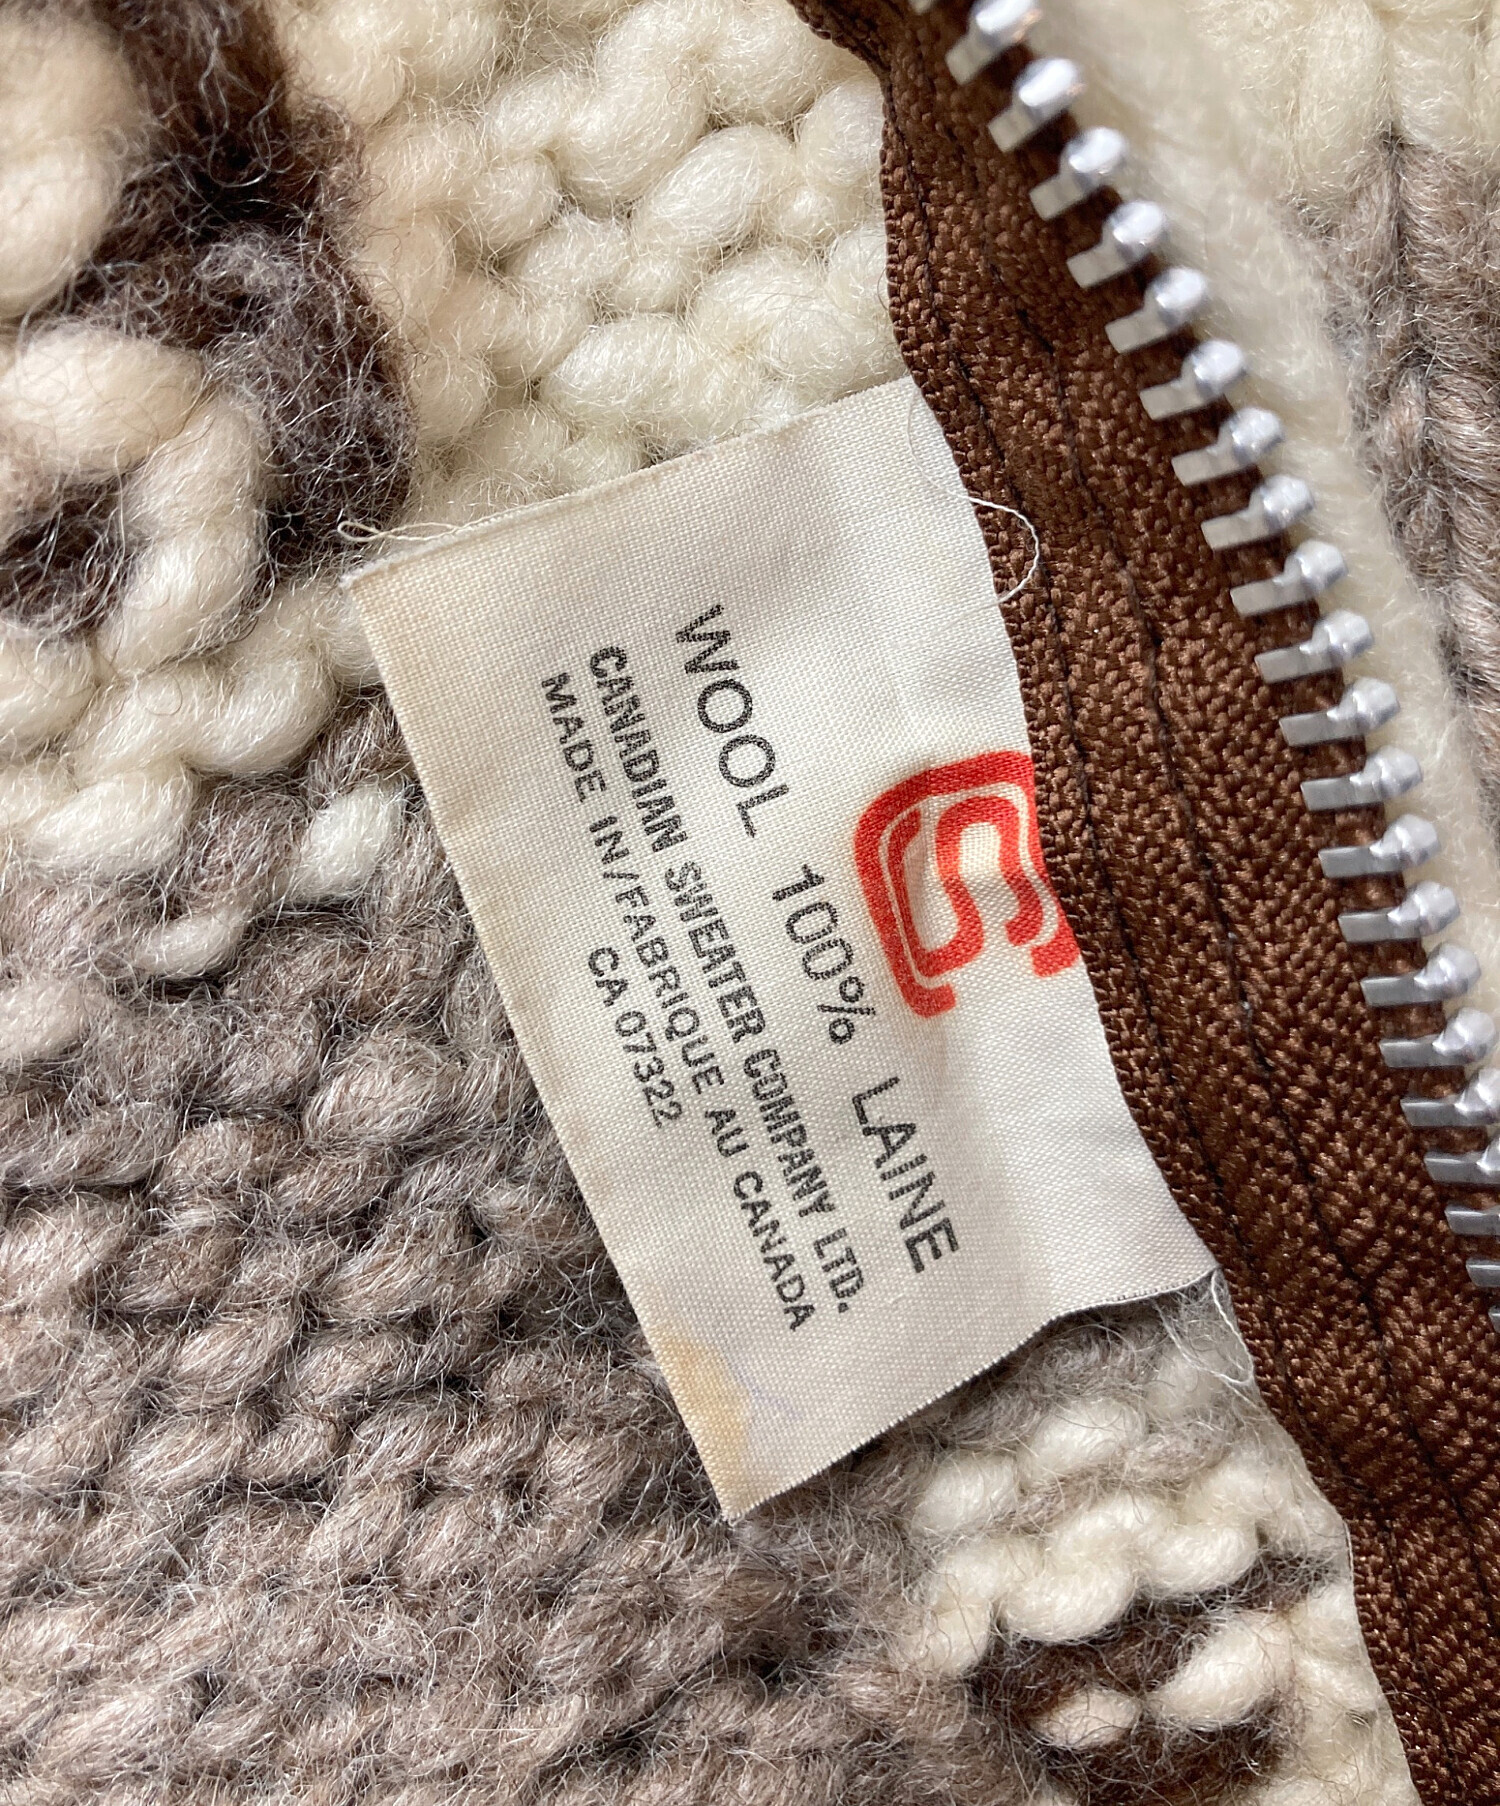 WOOL 100% LAINE
CANADIAN SWEATER COMPANY LTD.
MADE IN/FABRIQUE AU CANADA
CA 07322